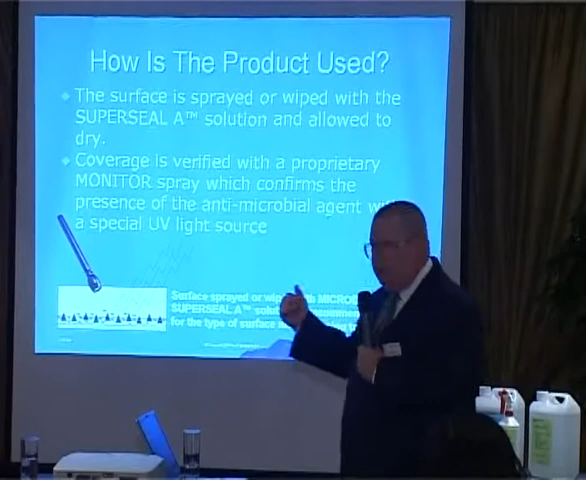 How Is The Product Used?
The surface is sprayed or wiped with the
SUPERSEAL A™ solution and allowed to
dry.
Coverage is verified with a proprietary
MONITOR spray which confirms the
presence of the anti-microbial agent
a special UV light source
Surface sprayed or
SUPERSEAL A™
for the type of surface